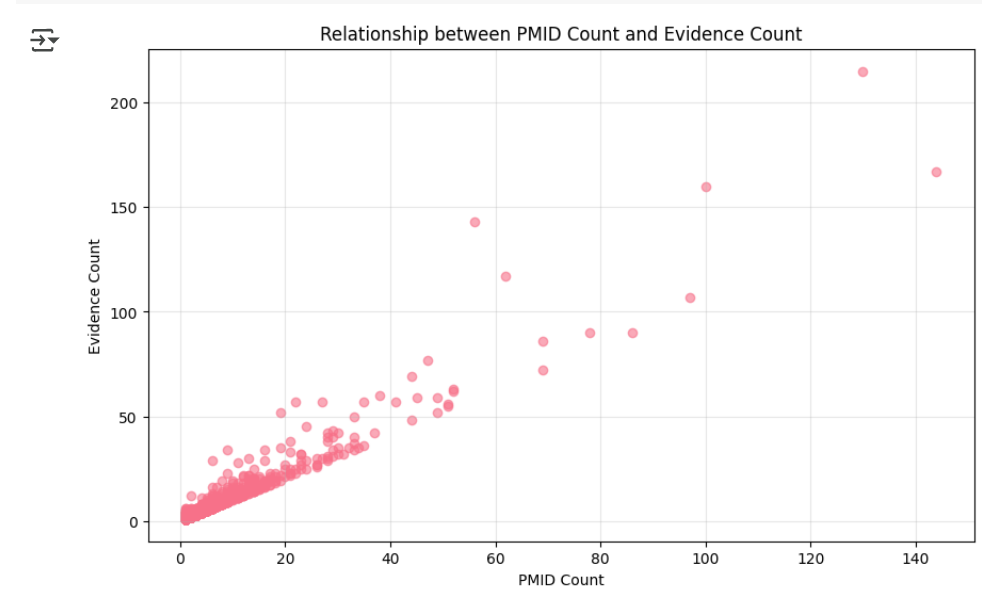 Relationship between PMID Count and Evidence Count
200
150
100
50
0
Evidence Count
0 20 40 60 80 100 120 140
PMID Count